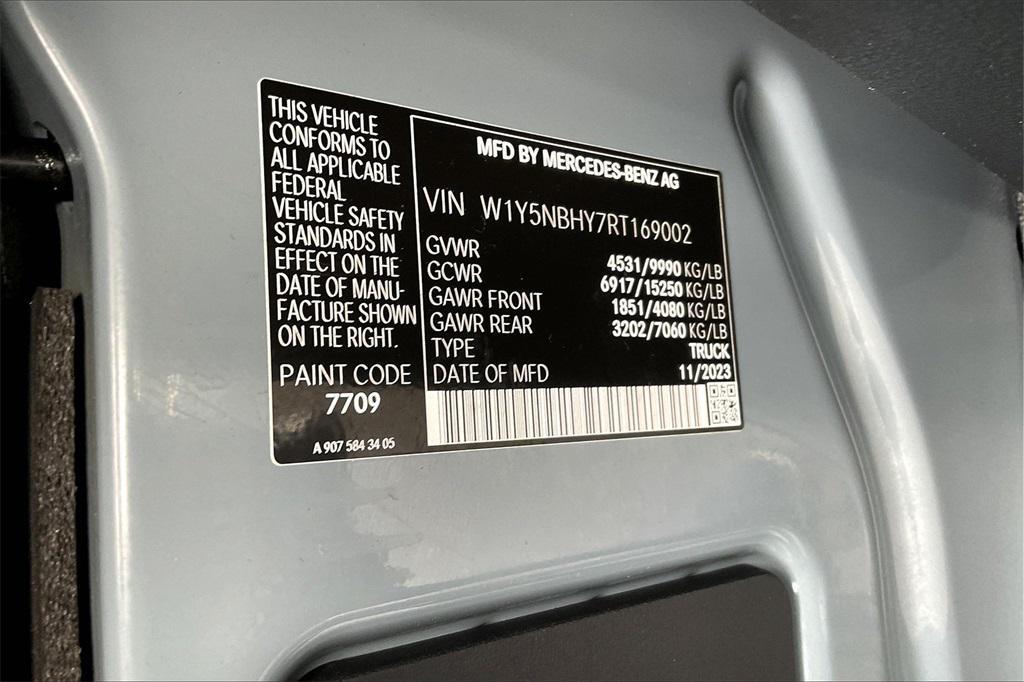 THIS VEHICLE
CONFORMS TO
ALL APPLICABLE
FEDERAL
VEHICLE SAFETY
STANDARDS IN
EFFECT ON THE
DATE OF MANU-
FACTURE SHOWN
ON THE RIGHT.
PAINT CODE
7709
A 907 584 34 05
MFD BY MERCEDES-BENZ AG
VIN W1Y5NBHY7RT169002
GVWR 4531/9990 KG/LB
GCWR 6917/15250 KG/LB
GAWR FRONT 1851/4080 KG/LB
GAWR REAR 3202/7060 KG/LB
TYPE TRUCK
DATE OF MFD 11/2023